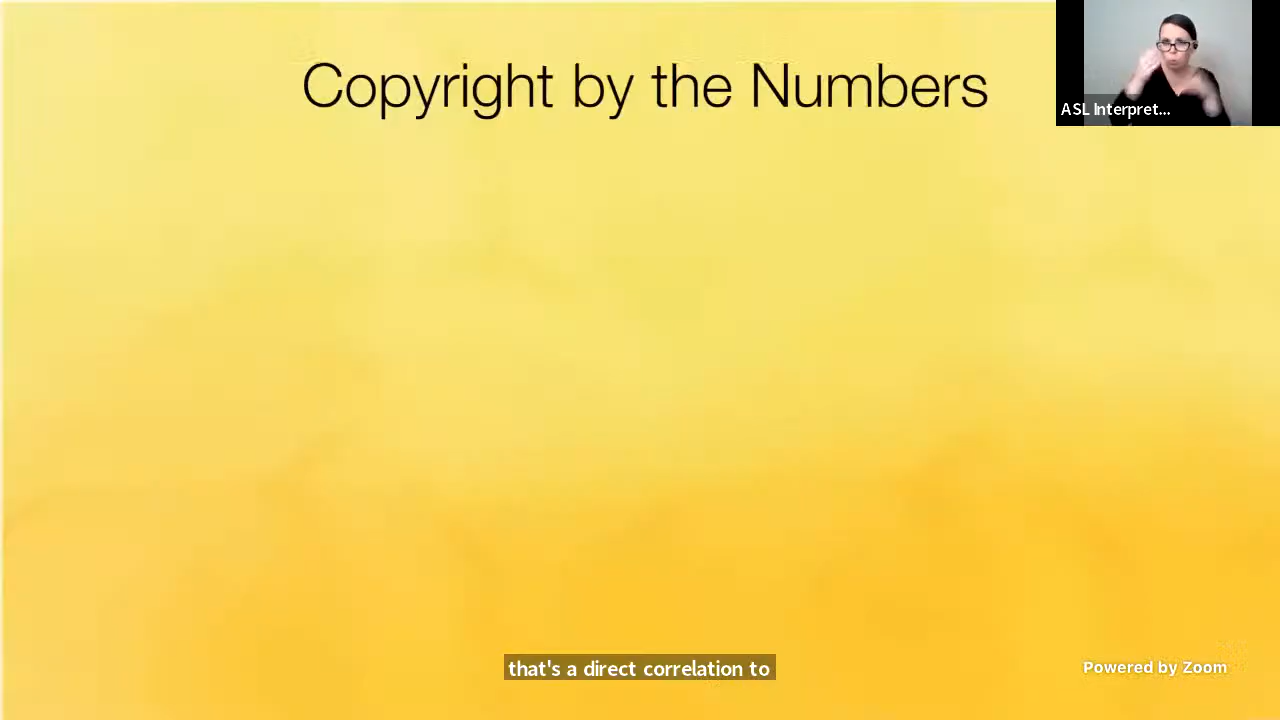 Copyright by the Numbers
ASL Interpret...
that's a direct correlation to
Powered by Zoom